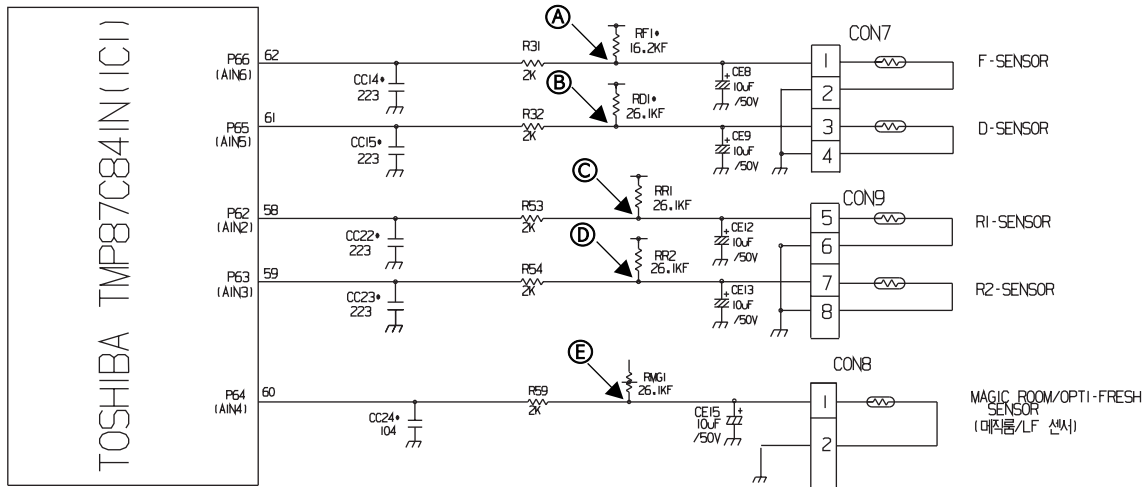 TOSHIBA TMP87C841N(IC1)
A
RF1*
16.2KF
CON7
P66
(AIN6)
62
R31
2K
CC14*
223
CE8
10uF
/50V
1
F-SENSOR
2
B
RD1*
26.1KF
P65
(AIN5)
61
R32
2K
CC15*
223
CE9
10uF
/50V
3
D-SENSOR
4
C
RR1
26.1KF
CON9
P62
(AIN2)
58
R53
2K
CC22*
223
CE12
10uF
/50V
5
R1-SENSOR
6
D
RR2
26.1KF
P63
(AIN3)
59
R54
2K
CC23*
223
CE13
10uF
/50V
7
R2-SENSOR
8
E
RMG1
26.1KF
CON8
P64
(AIN4)
60
R59
2K
CC24*
104
CE15
10uF
/50V
1
MAGIC ROOM/OPTI-FRESH
SENSOR
(매직룸/LF 센서)
2